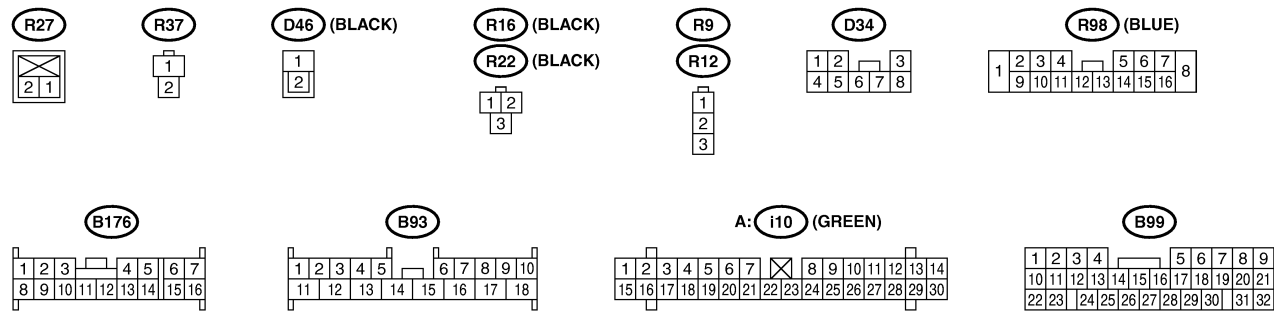 R27 R37 D46 (BLACK) R16 (BLACK) R9 D34 R98 (BLUE)
R22 (BLACK) R12
2 1
1
2
1
2
1 2
3
1
2
3
1 2 3
4 5 6 7 8
1 2 3 4 5 6 7 8
9 10 11 12 13 14 15 16
B176 B93 A: i10 (GREEN) B99
1 2 3 4 5 6 7
8 9 10 11 12 13 14 15 16
1 2 3 4 5 6 7 8 9 10
11 12 13 14 15 16 17 18
1 2 3 4 5 6 7 8 9 10 11 12 13 14
15 16 17 18 19 20 21 22 23 24 25 26 27 28 29 30
1 2 3 4 5 6 7 8 9
10 11 12 13 14 15 16 17 18 19 20 21
22 23 24 25 26 27 28 29 30 31 32